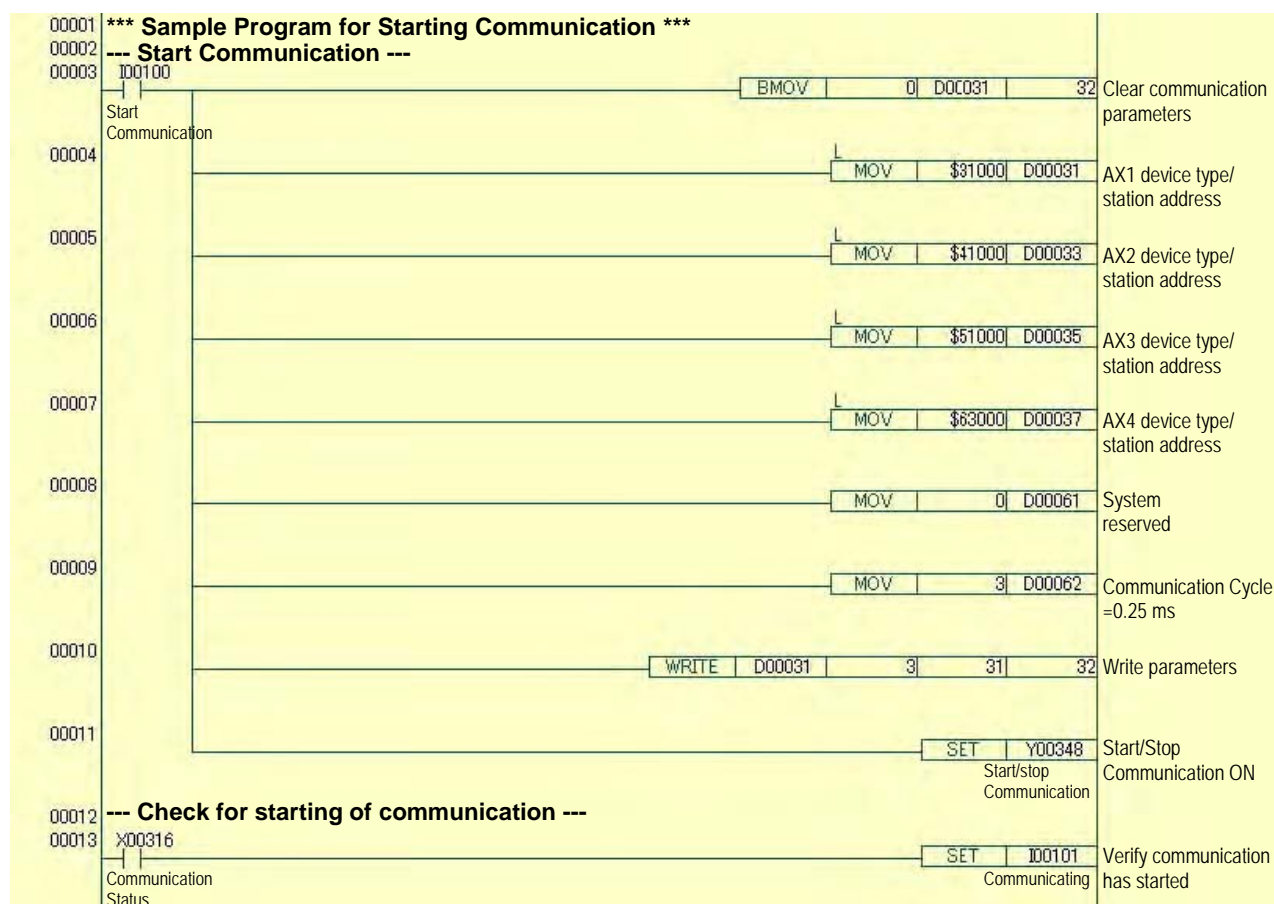 00001 *** Sample Program for Starting Communication ***
00002 --- Start Communication ---
00003 I00100 BMOV 0 D00031 32 Clear communication
Start parameters
Communication
00004 L
MOV $31000 D00031 AX1 device type/
station address
00005 L
MOV $41000 D00033 AX2 device type/
station address
00006 L
MOV $51000 D00035 AX3 device type/
station address
00007 L
MOV $63000 D00037 AX4 device type/
station address
00008
MOV 0 D00061 System
reserved
00009
MOV 3 D00062 Communication Cycle
=0.25 ms
00010
WRITE D00031 3 31 32 Write parameters
00011
SET Y00348 Start/Stop
Start/stop Communication ON
Communication
00012 --- Check for starting of communication ---
00013 X00316
SET I00101 Verify communication
Communication Communicating has started
Status